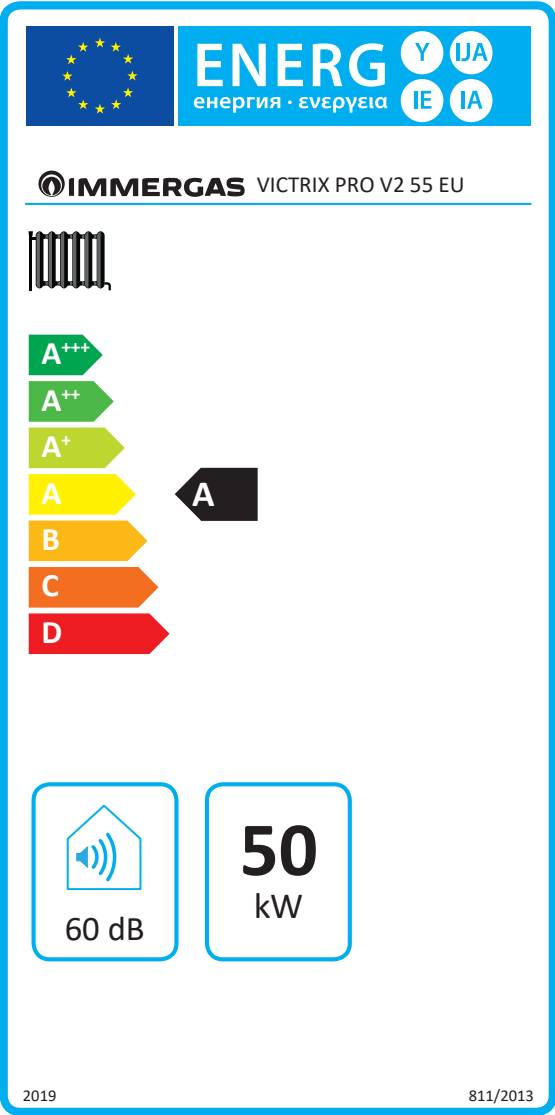 ENERG Y IJA
енергия · ενεργεια IE IA
IMMERGAS VICTRIX PRO V2 55 EU
A+++
A++
A+
A
A
B
C
D
60 dB
50
kW
2019
811/2013